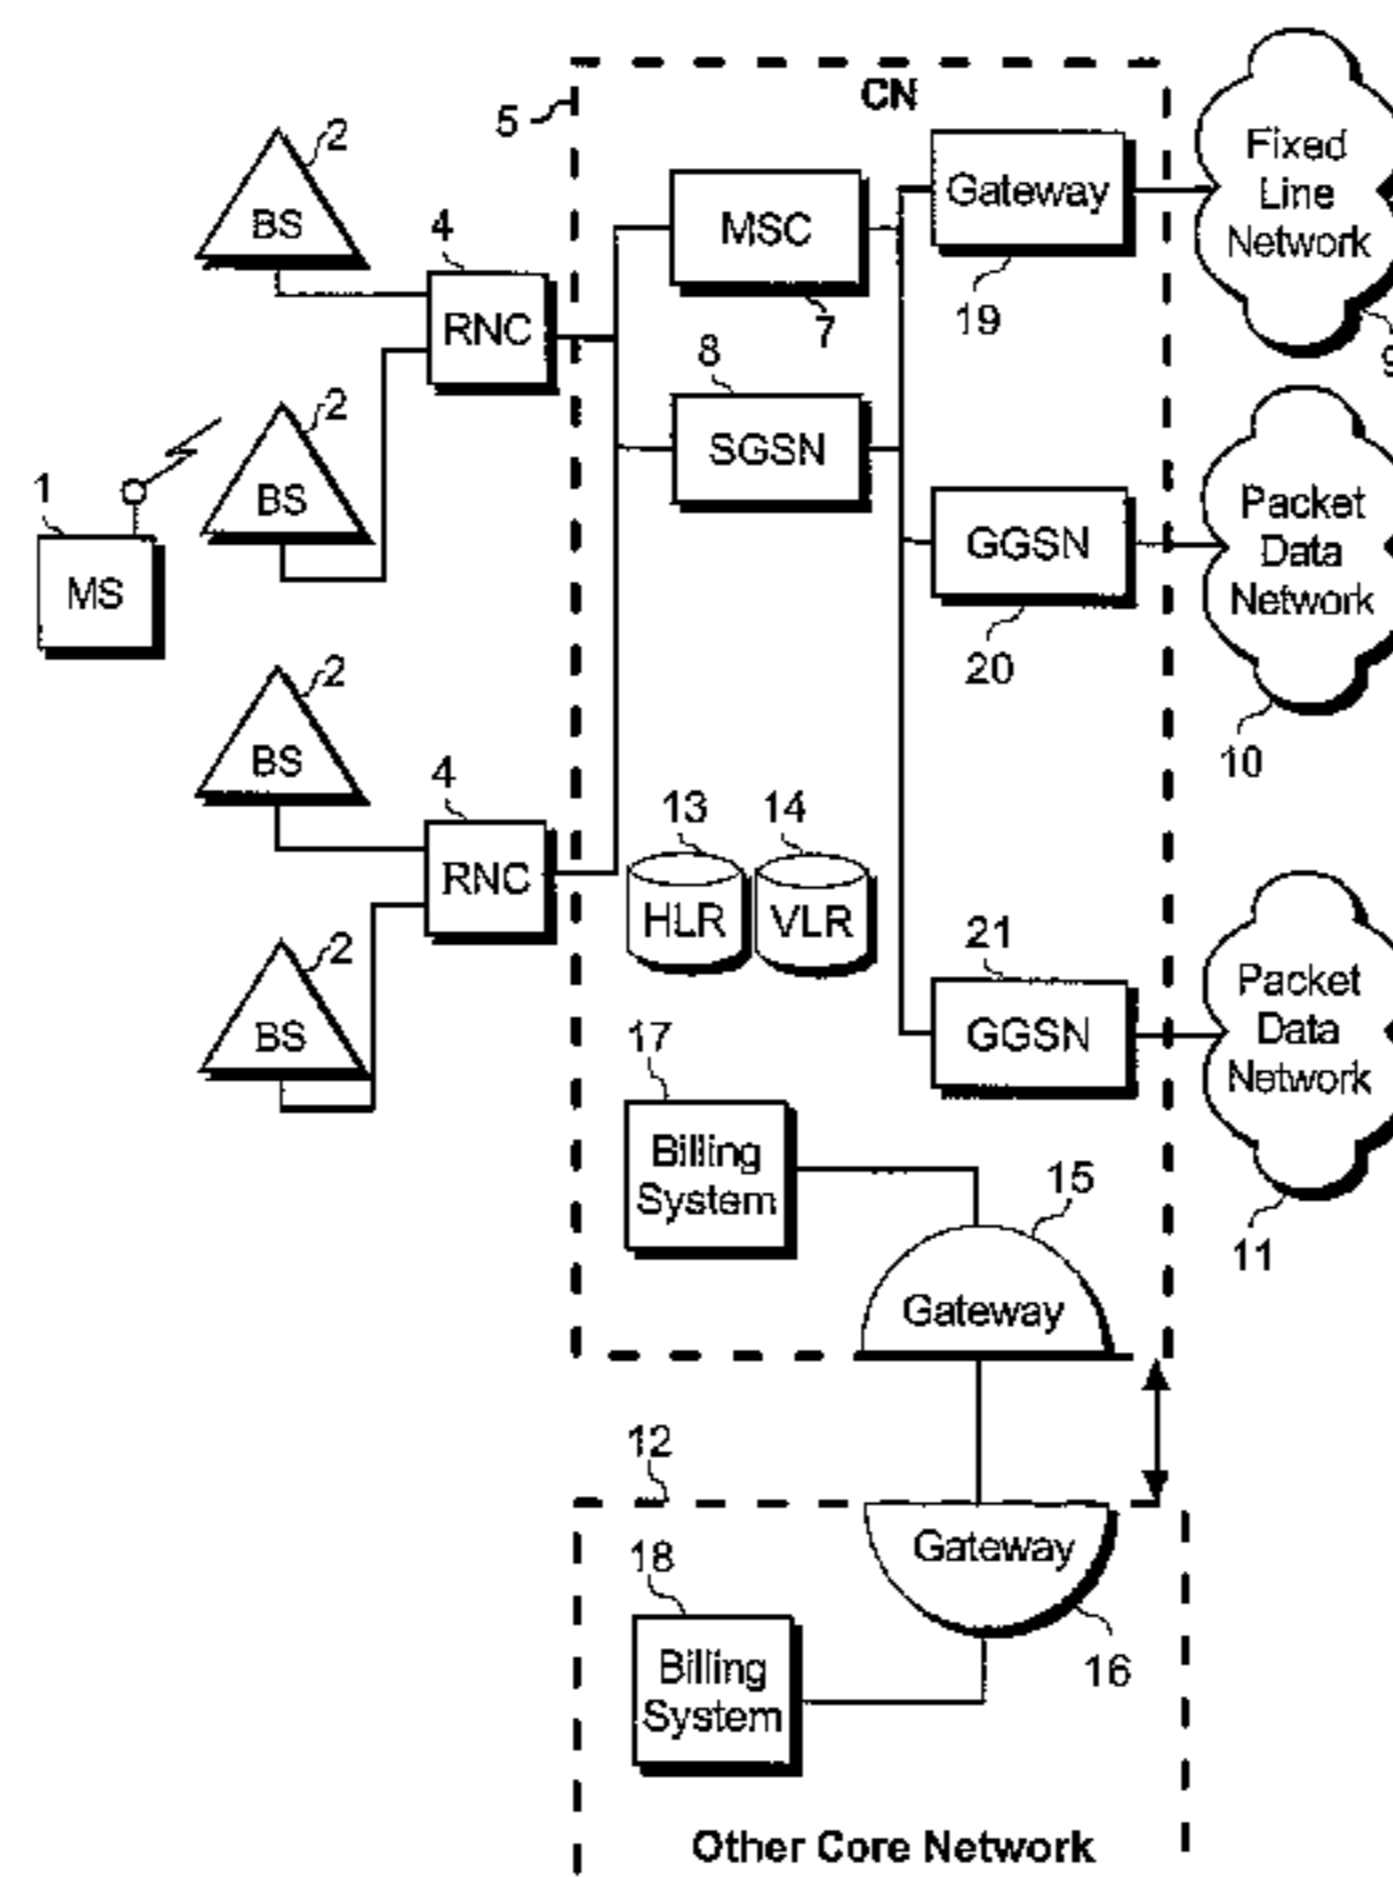 CN
5
2
BS
4
RNC
MSC
7
Gateway
19
Fixed
Line
Network
9
2
BS
8
SGSN
1
MS
GGSN
20
Packet
Data
Network
10
2
BS
4
RNC
13
HLR
14
VLR
21
GGSN
Packet
Data
Network
11
2
BS
17
Billing
System
15
Gateway
12
Gateway
16
18
Billing
System
Other Core Network